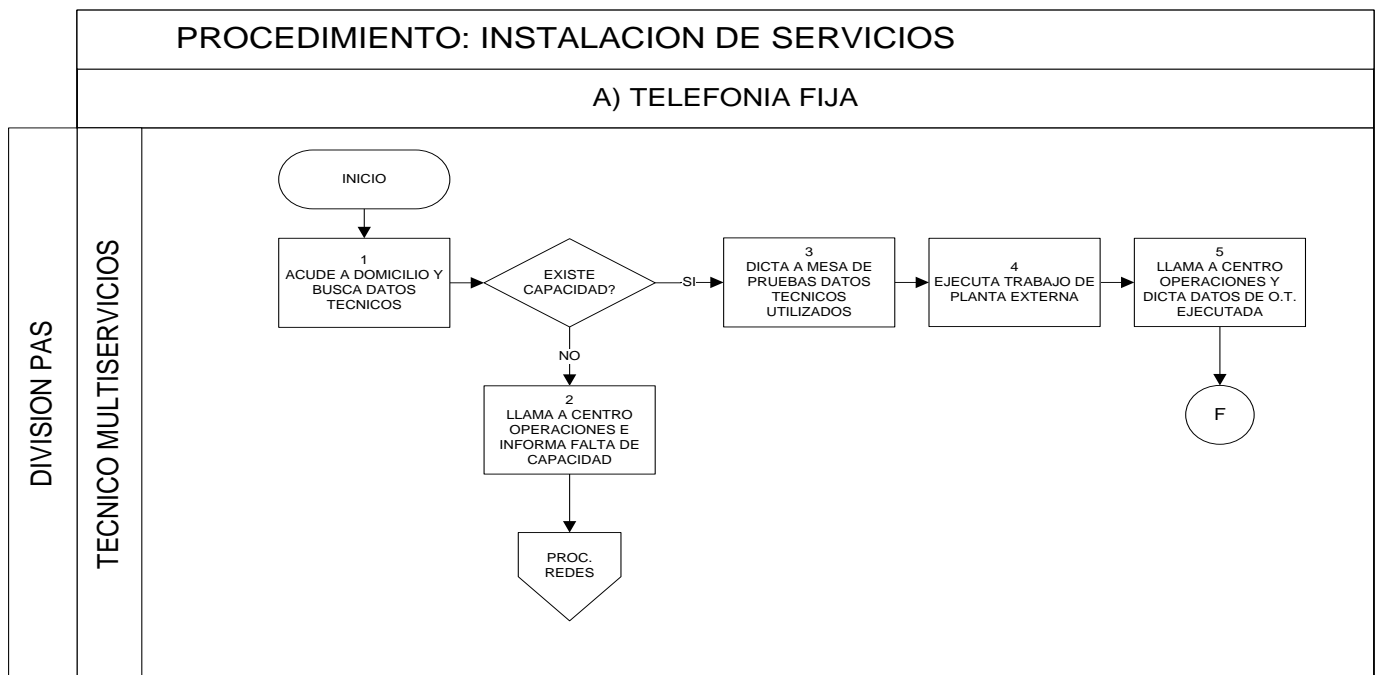 PROCEDIMIENTO: INSTALACION DE SERVICIOS
A) TELEFONIA FIJA
DIVISION PAS
TECNICO MULTISERVICIOS
INICIO
1
ACUDE A DOMICILIO Y
BUSCA DATOS
TECNICOS
EXISTE
CAPACIDAD?
SI
3
DICTA A MESA DE
PRUEBAS DATOS
TECNICOS
UTILIZADOS
4
EJECUTA TRABAJO DE
PLANTA EXTERNA
5
LLAMA A CENTRO
OPERACIONES Y
DICTA DATOS DE O.T.
EJECUTADA
F
NO
2
LLAMA A CENTRO
OPERACIONES E
INFORMA FALTA DE
CAPACIDAD
PROC.
REDES